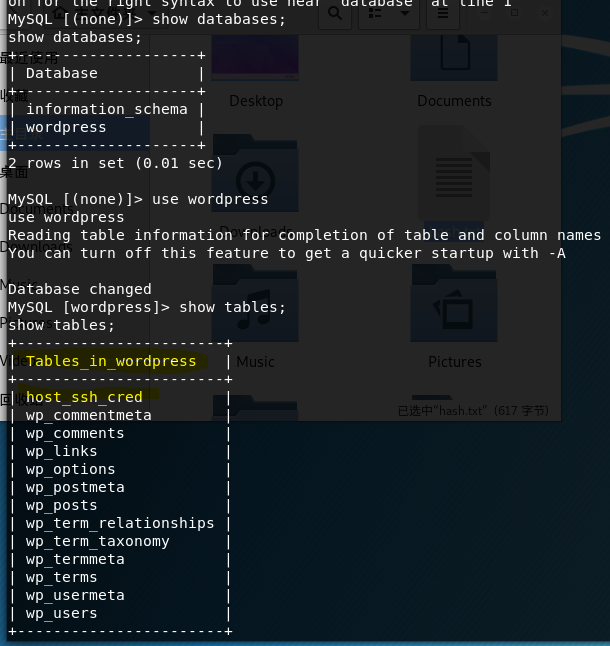 on for the right syntax to use near 'database' at line 1
MySQL [(none)]> show databases;
show databases;
+--------------------+
| Database           |
+--------------------+
| information_schema |
| wordpress          |
+--------------------+
2 rows in set (0.01 sec)
MySQL [(none)]> use wordpress
use wordpress
Reading table information for completion of table and column names
You can turn off this feature to get a quicker startup with -A
Database changed
MySQL [wordpress]> show tables;
show tables;
+-----------------------+
| Tables_in_wordpress   |
+-----------------------+
| host_ssh_cred         |
| wp_commentmeta        |
| wp_comments           |
| wp_links              |
| wp_options            |
| wp_postmeta           |
| wp_posts              |
| wp_term_relationships |
| wp_term_taxonomy      |
| wp_termmeta           |
| wp_terms              |
| wp_usermeta           |
| wp_users              |
+-----------------------+
最近使用
收藏
桌面
Documents
Downloads
Music
Desktop
Documents
Downloads
Music
Pictures
已选中"hash.txt" (617 字节)